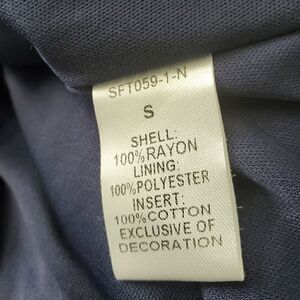 SFT059-1-N
S
SHELL:
100%RAYON
LINING:
100%POLYESTER
INSERT:
100%COTTON
EXCLUSIVE OF
DECORATION